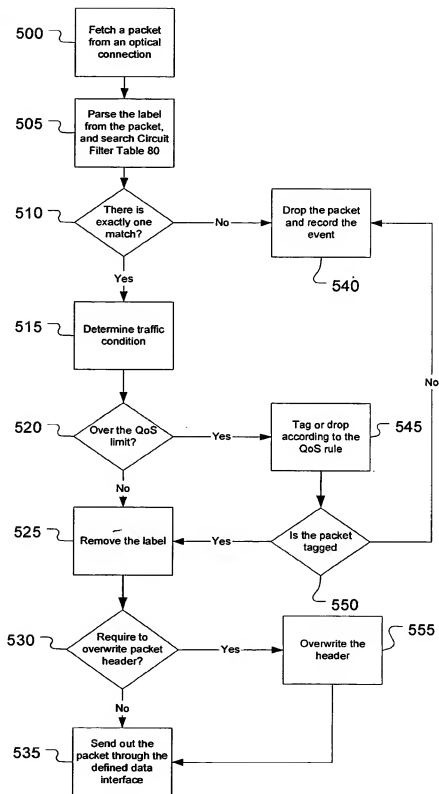 500
Fetch a packet
from an optical
connection
505
Parse the label
from the packet,
and search Circuit
Filter Table 80
510
There is
exactly one
match?
No
Drop the packet
and record the
event
540
Yes
515
Determine traffic
condition
No
520
Over the QoS
limit?
Yes
Tag or drop
according to the
QoS rule
545
No
525
Remove the label
Yes
Is the packet
tagged
550
530
Require to
overwrite packet
header?
Yes
Overwrite the
header
555
No
535
Send out the
packet through the
defined data
interface